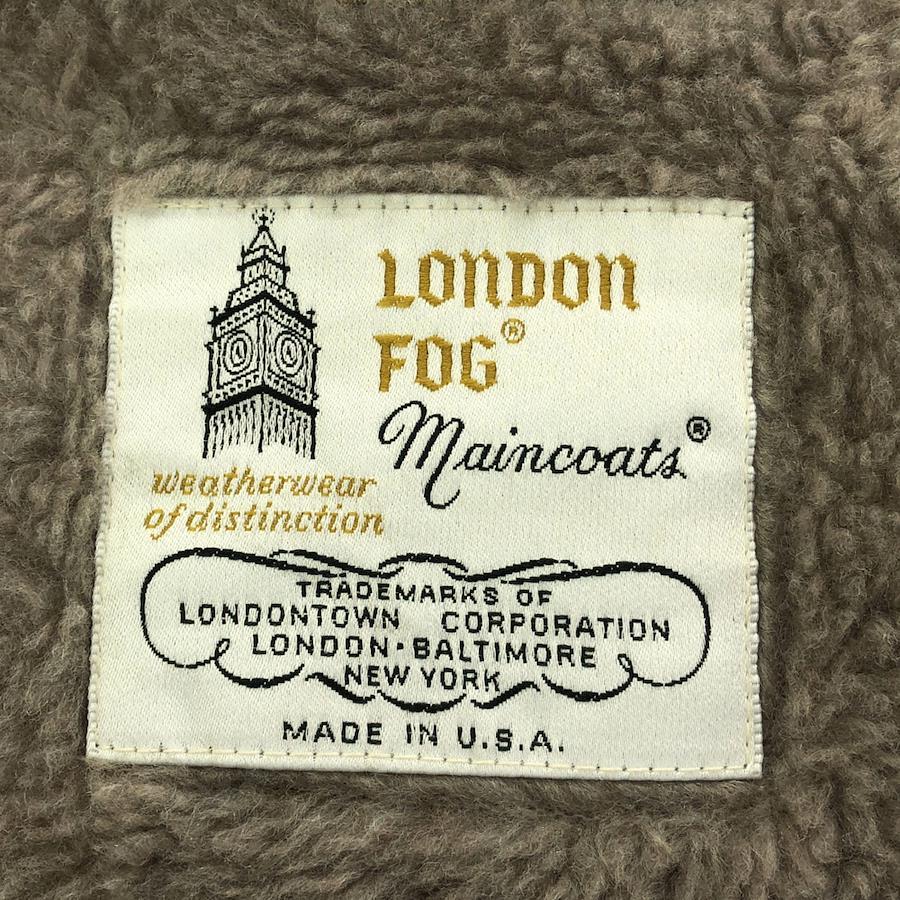 LONDON
FOG®
Maincoats®
weatherwear
of distinction
TRADEMARKS OF
LONDONTOWN CORPORATION
LONDON·BALTIMORE
NEW YORK
MADE IN U.S.A.